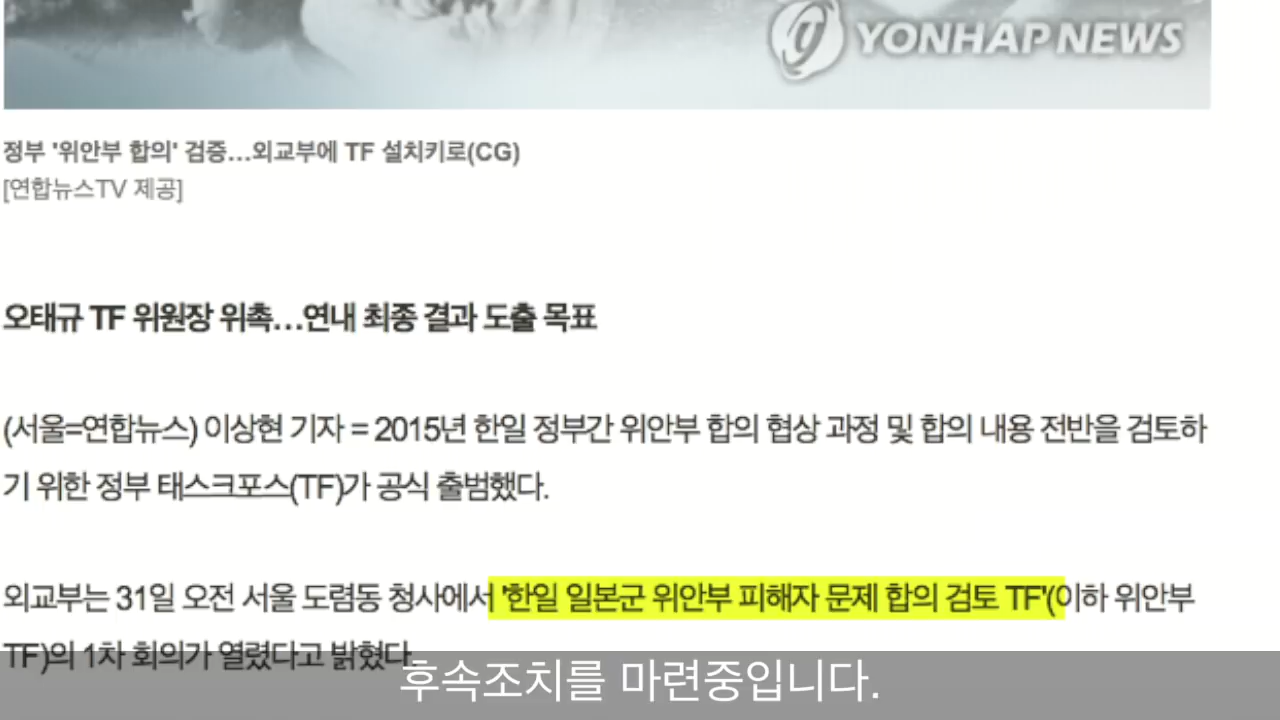 YONHAP NEWS
정부 '위안부 합의' 검증...외교부에 TF 설치키로(CG)
[연합뉴스TV 제공]
오태규 TF 위원장 위촉...연내 최종 결과 도출 목표
(서울=연합뉴스) 이상현 기자 = 2015년 한일 정부간 위안부 합의 협상 과정 및 합의 내용 전반을 검토하
기 위한 정부 태스크포스(TF)가 공식 출범했다.
외교부는 31일 오전 서울 도렴동 청사에서 '한일 일본군 위안부 피해자 문제 합의 검토 TF'(이하 위안부
TF)의 1차 회의가 열렸다고 밝혔다.
후속조치를 마련중입니다.